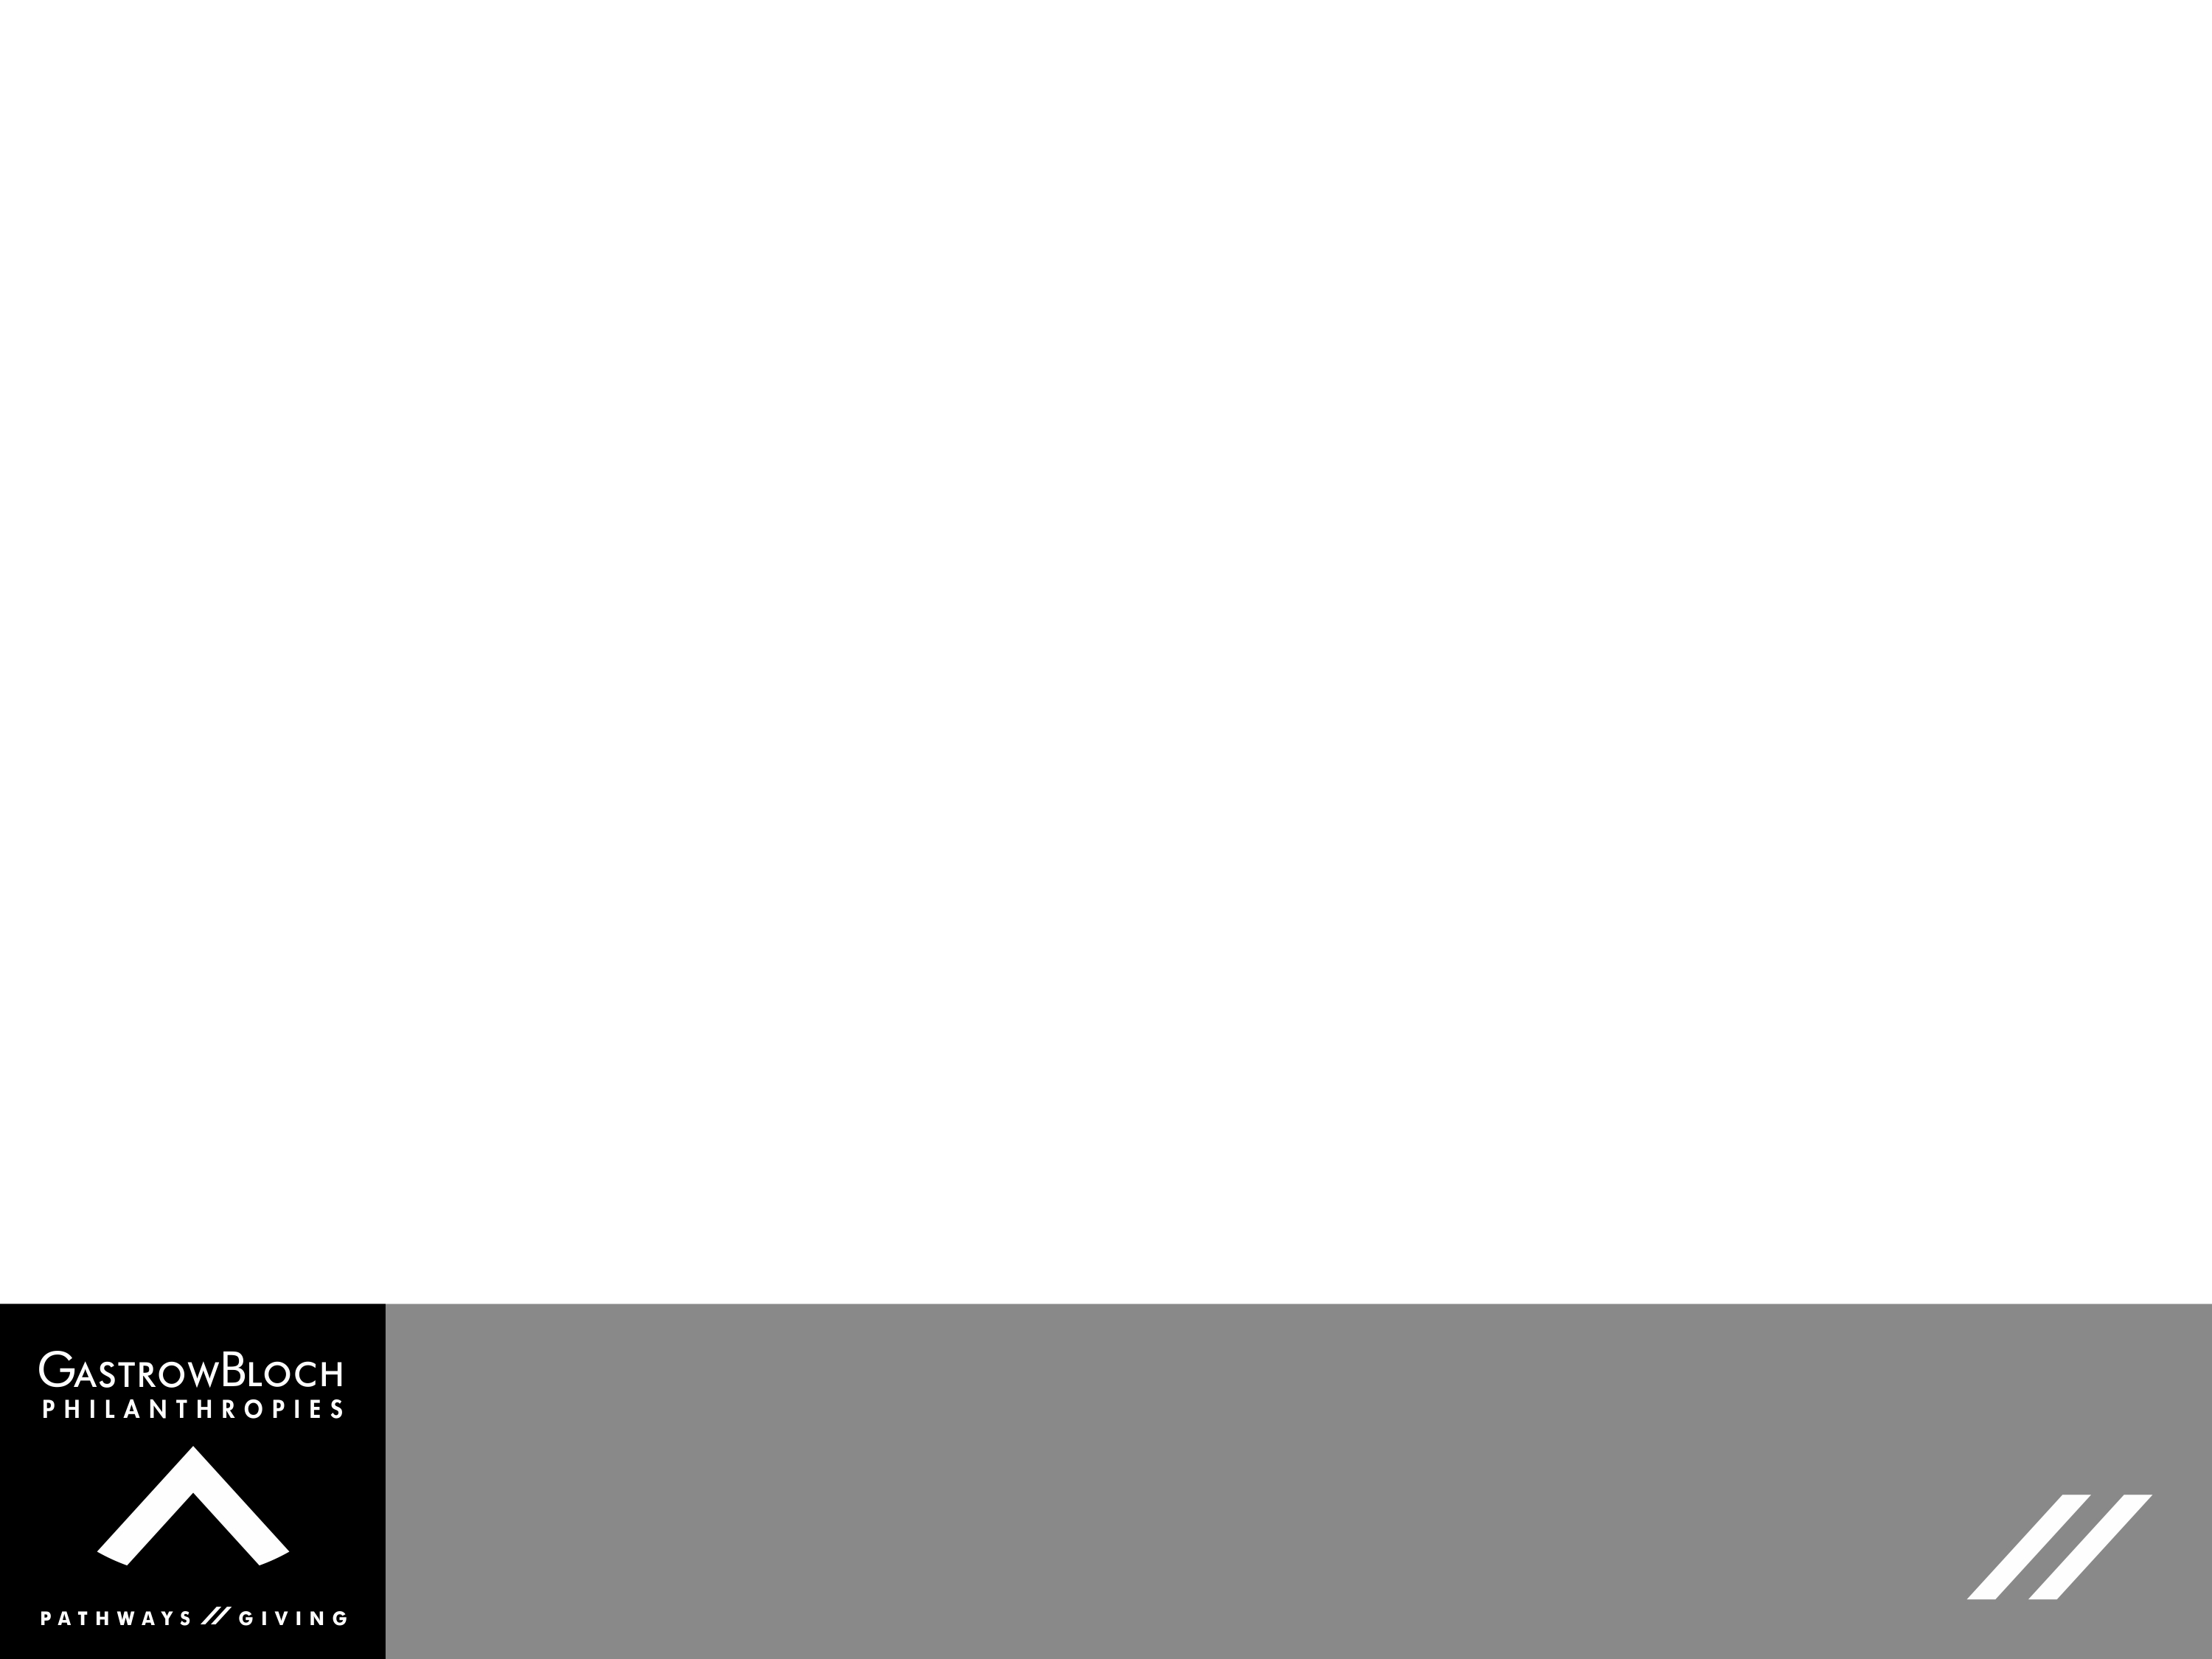 GASTROWBLOCH
PHILANTHROPIES
PATHWAYS // GIVING